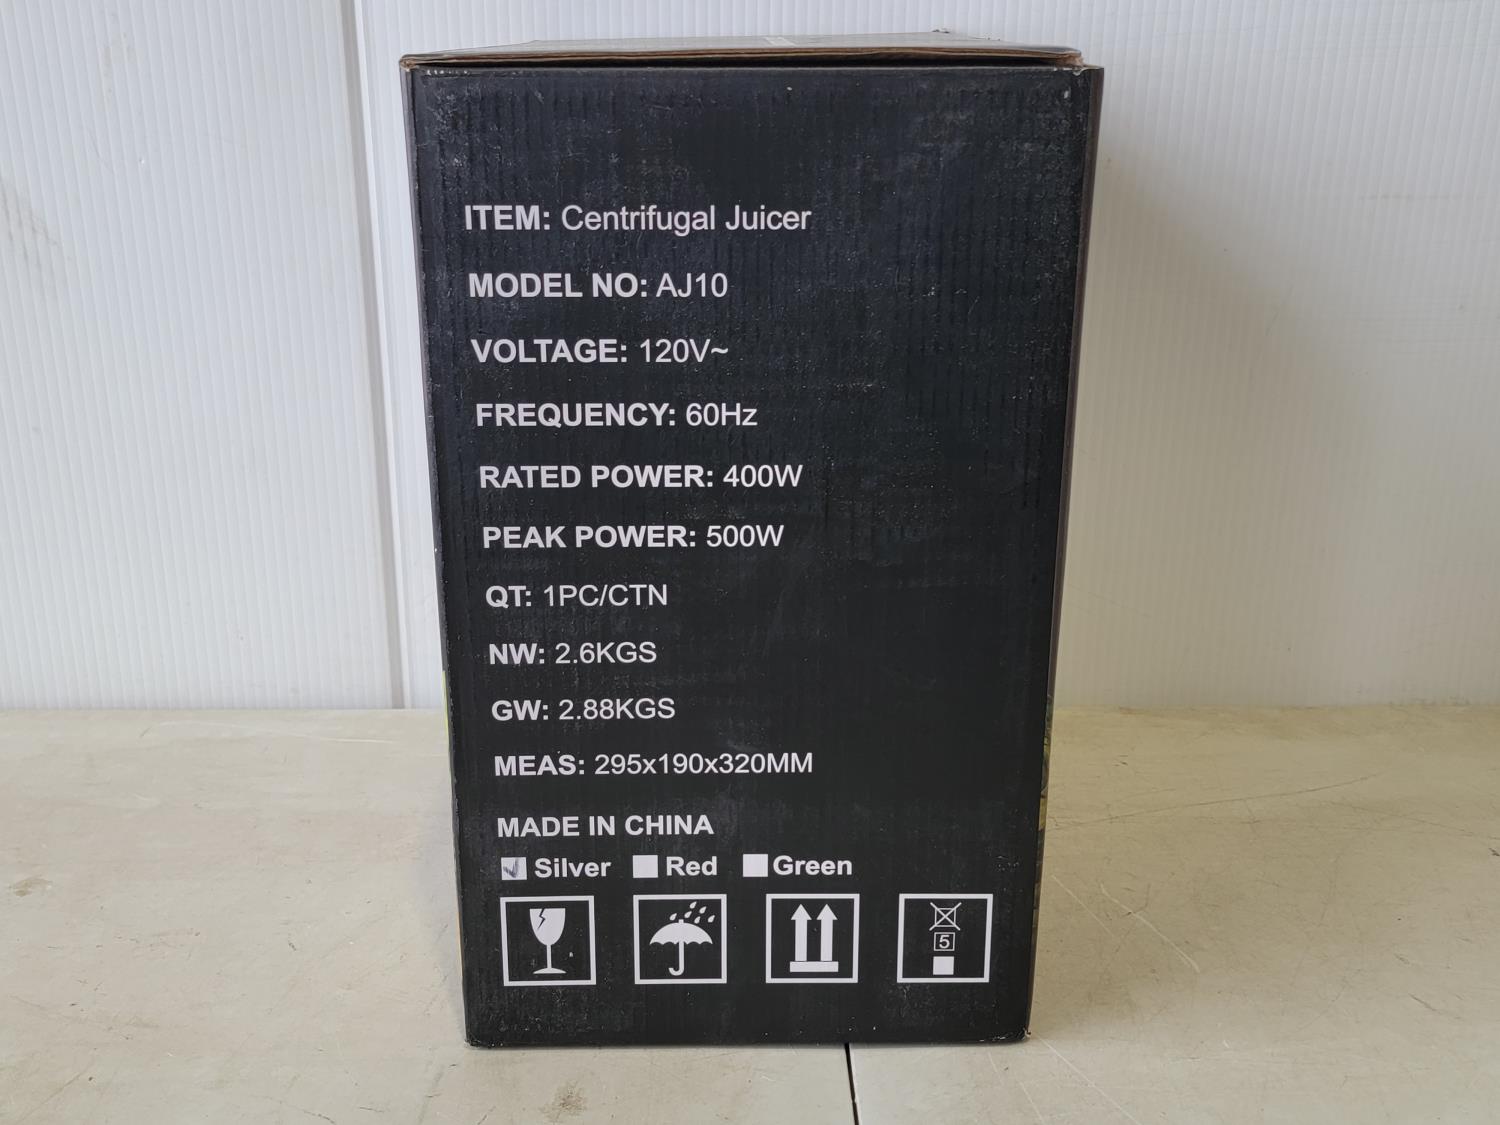 ITEM: Centrifugal Juicer
MODEL NO: AJ10
VOLTAGE: 120V~
FREQUENCY: 60Hz
RATED POWER: 400W
PEAK POWER: 500W
QT: 1PC/CTN
NW: 2.6KGS
GW: 2.88KGS
MEAS: 295x190x320MM
MADE IN CHINA
Silver Red Green
5